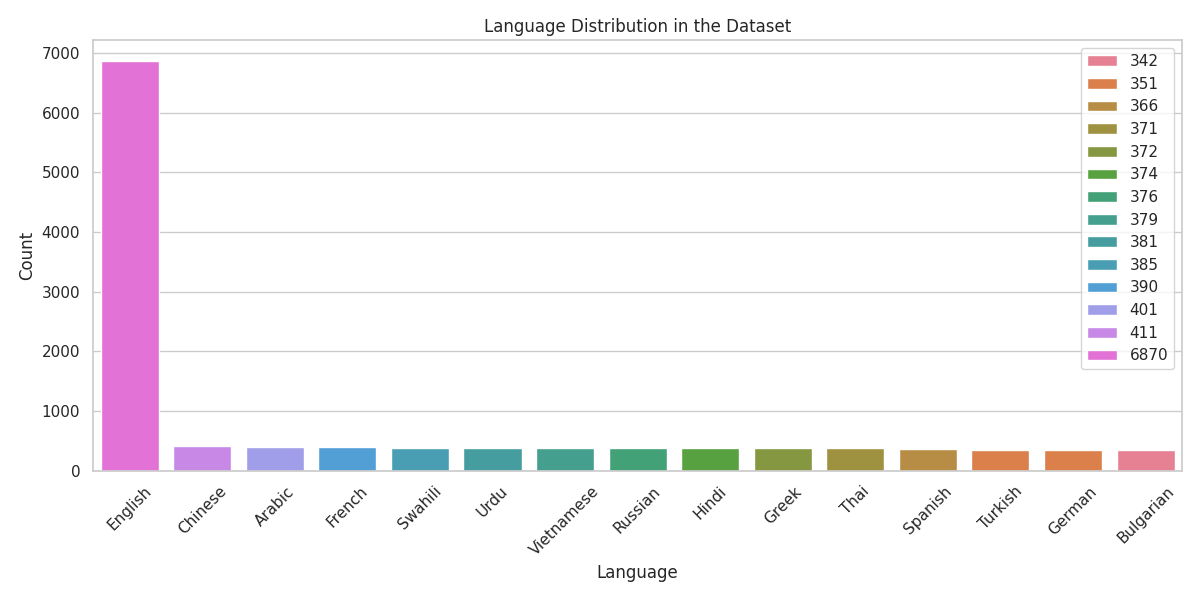 Language Distribution in the Dataset
7000
6000
5000
4000
3000
2000
1000
0
Count
342
351
366
371
372
374
376
379
381
385
390
401
411
6870
English
Chinese
Arabic
French
Swahili
Urdu
Vietnamese
Russian
Hindi
Greek
Thai
Spanish
Turkish
German
Bulgarian
Language